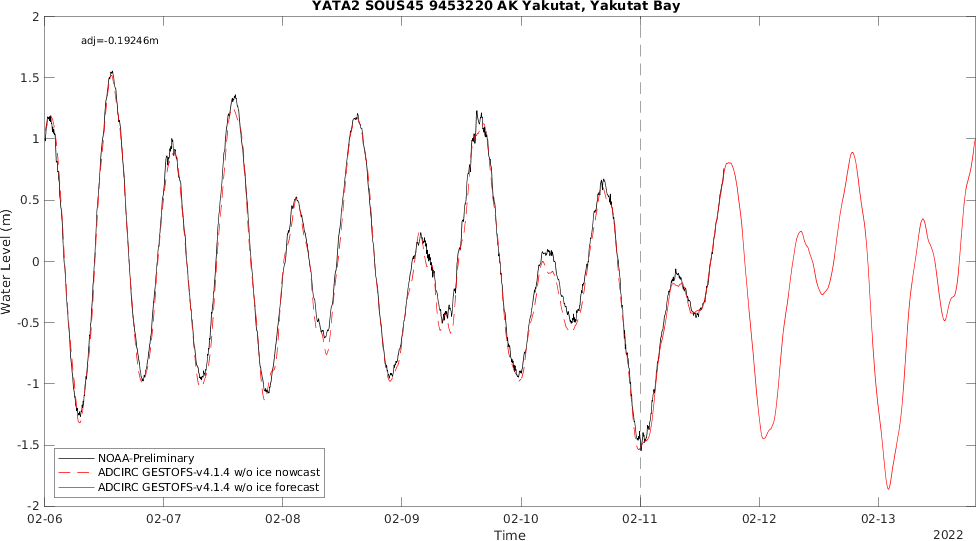 YATA2 SOUS45 9453220 AK Yakutat, Yakutat Bay
2
adj=-0.19246m
1.5
1
0.5
0
-0.5
-1
-1.5
-2
Water Level (m)
NOAA-Preliminary
ADCIRC GESTOFS-v4.1.4 w/o ice nowcast
ADCIRC GESTOFS-v4.1.4 w/o ice forecast
02-06 02-07 02-08 02-09 02-10 02-11 02-12 02-13
Time
2022